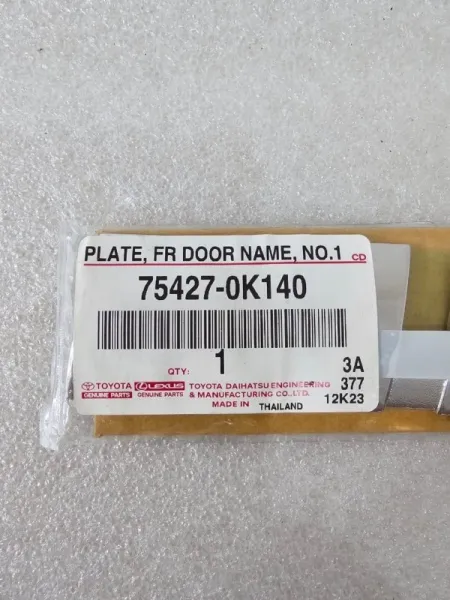 PLATE, FR DOOR NAME, NO.1 CD
75427-0K140
QTY: 1
3A
377
12K23
TOYOTA
GENUINE PARTS
LEXUS
GENUINE PARTS
TOYOTA DAIHATSU ENGINEERING
& MANUFACTURING CO.,LTD.
MADE IN THAILAND